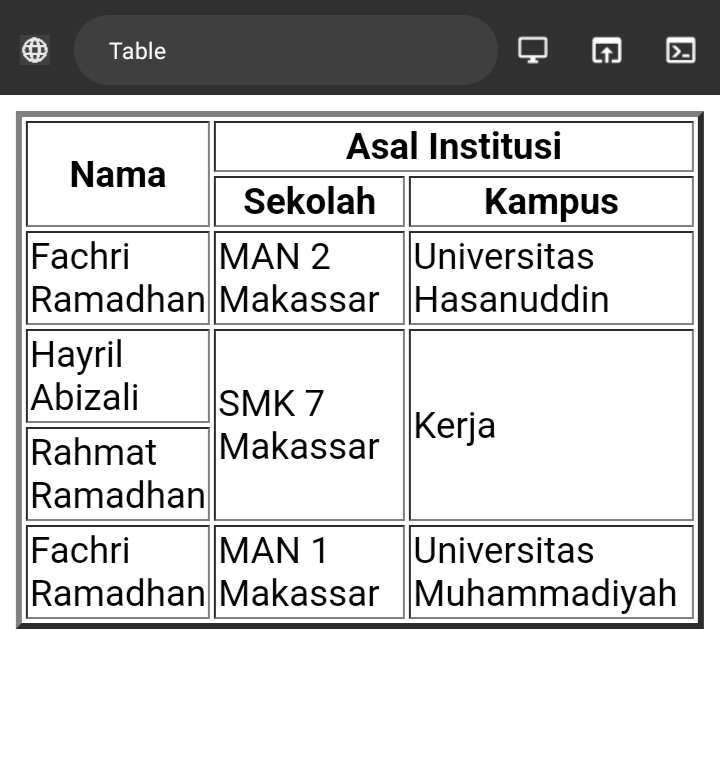 Table
Nama
Asal Institusi
Sekolah
Kampus
Fachri
Ramadhan
MAN 2
Makassar
Universitas
Hasanuddin
Hayril
Abizali
SMK 7
Makassar
Kerja
Rahmat
Ramadhan
Fachri
Ramadhan
MAN 1
Makassar
Universitas
Muhammadiyah